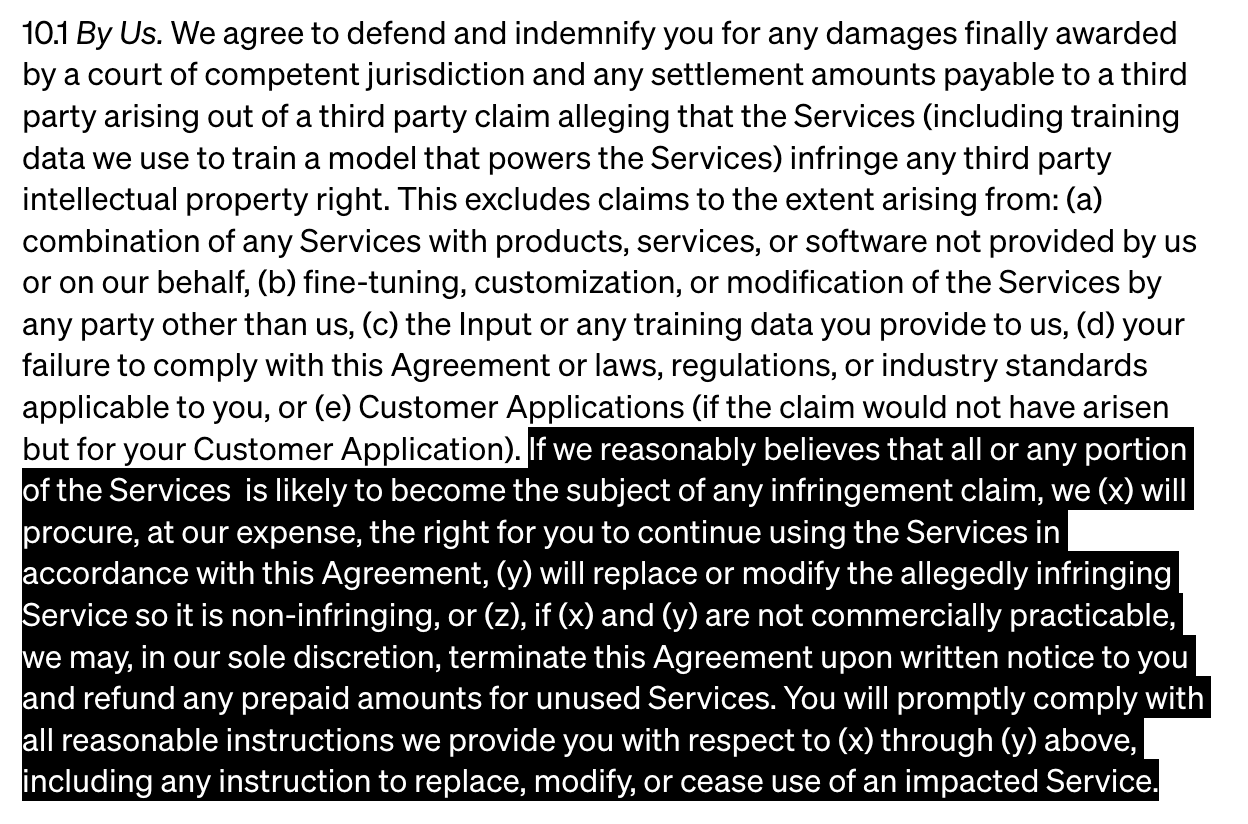 10.1 By Us. We agree to defend and indemnify you for any damages finally awarded
by a court of competent jurisdiction and any settlement amounts payable to a third
party arising out of a third party claim alleging that the Services (including training
data we use to train a model that powers the Services) infringe any third party
intellectual property right. This excludes claims to the extent arising from: (a)
combination of any Services with products, services, or software not provided by us
or on our behalf, (b) fine-tuning, customization, or modification of the Services by
any party other than us, (c) the Input or any training data you provide to us, (d) your
failure to comply with this Agreement or laws, regulations, or industry standards
applicable to you, or (e) Customer Applications (if the claim would not have arisen
but for your Customer Application). If we reasonably believes that all or any portion
of the Services  is likely to become the subject of any infringement claim, we (x) will
procure, at our expense, the right for you to continue using the Services in
accordance with this Agreement, (y) will replace or modify the allegedly infringing
Service so it is non-infringing, or (z), if (x) and (y) are not commercially practicable,
we may, in our sole discretion, terminate this Agreement upon written notice to you
and refund any prepaid amounts for unused Services. You will promptly comply with
all reasonable instructions we provide you with respect to (x) through (y) above,
including any instruction to replace, modify, or cease use of an impacted Service.